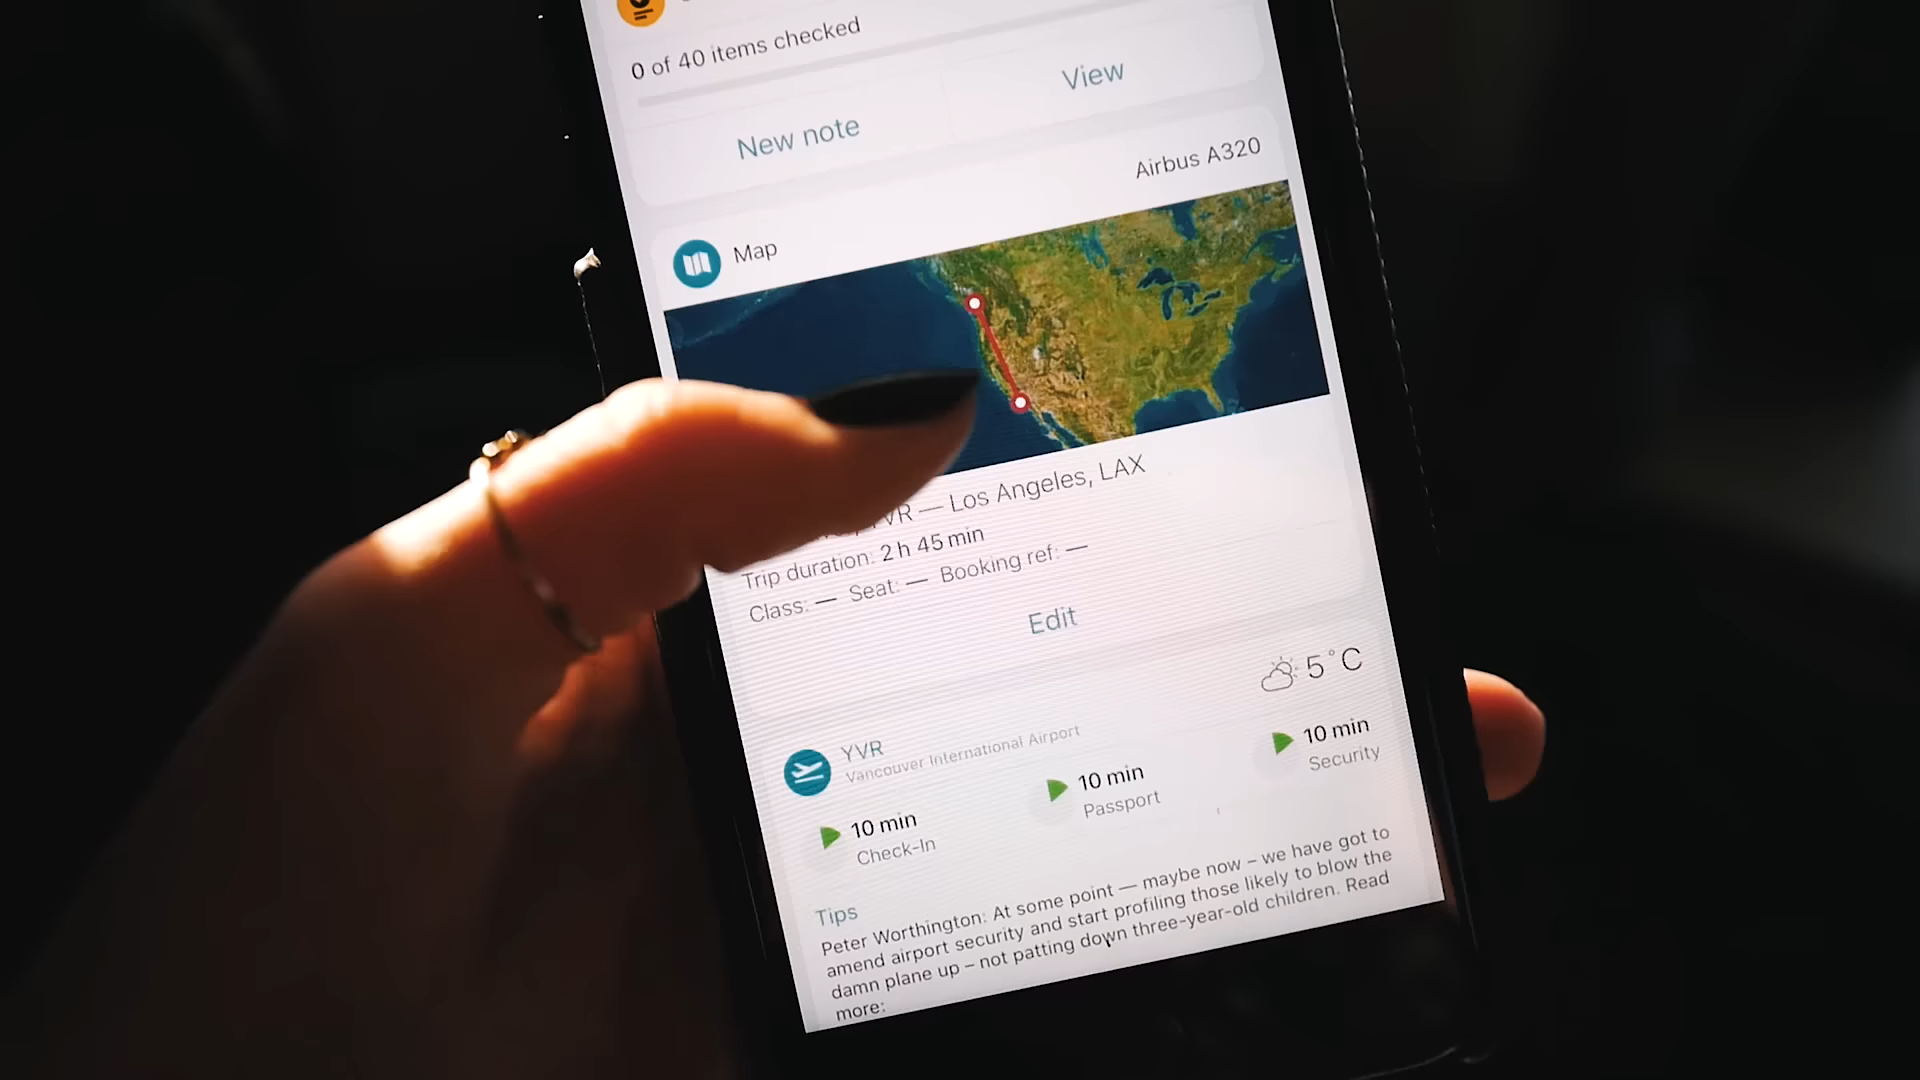 0 of 40 items checked
New note
View
Airbus A320
Map
YVR — Los Angeles, LAX
Trip duration: 2 h 45 min
Class: — Seat: — Booking ref: —
Edit
5°C
YVR
Vancouver International Airport
10 min
Check-In
10 min
Passport
10 min
Security
Tips
Peter Worthington: At some point — maybe now – we have got to
amend airport security and start profiling those likely to blow the
damn plane up – not patting down three-year-old children. Read
more: